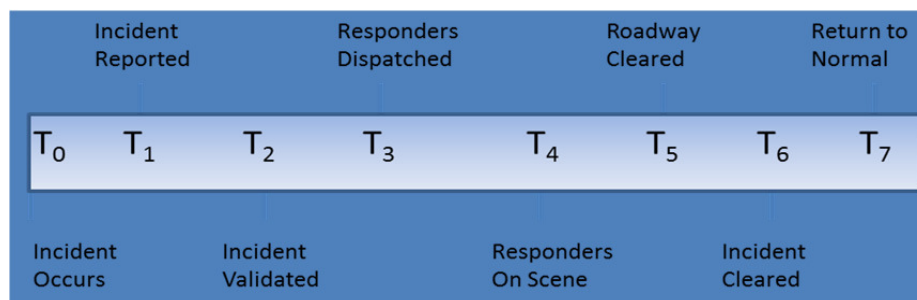 Incident
Reported
Responders
Dispatched
Roadway
Cleared
Return to
Normal
T0 T1 T2 T3 T4 T5 T6 T7
Incident
Occurs
Incident
Validated
Responders
On Scene
Incident
Cleared